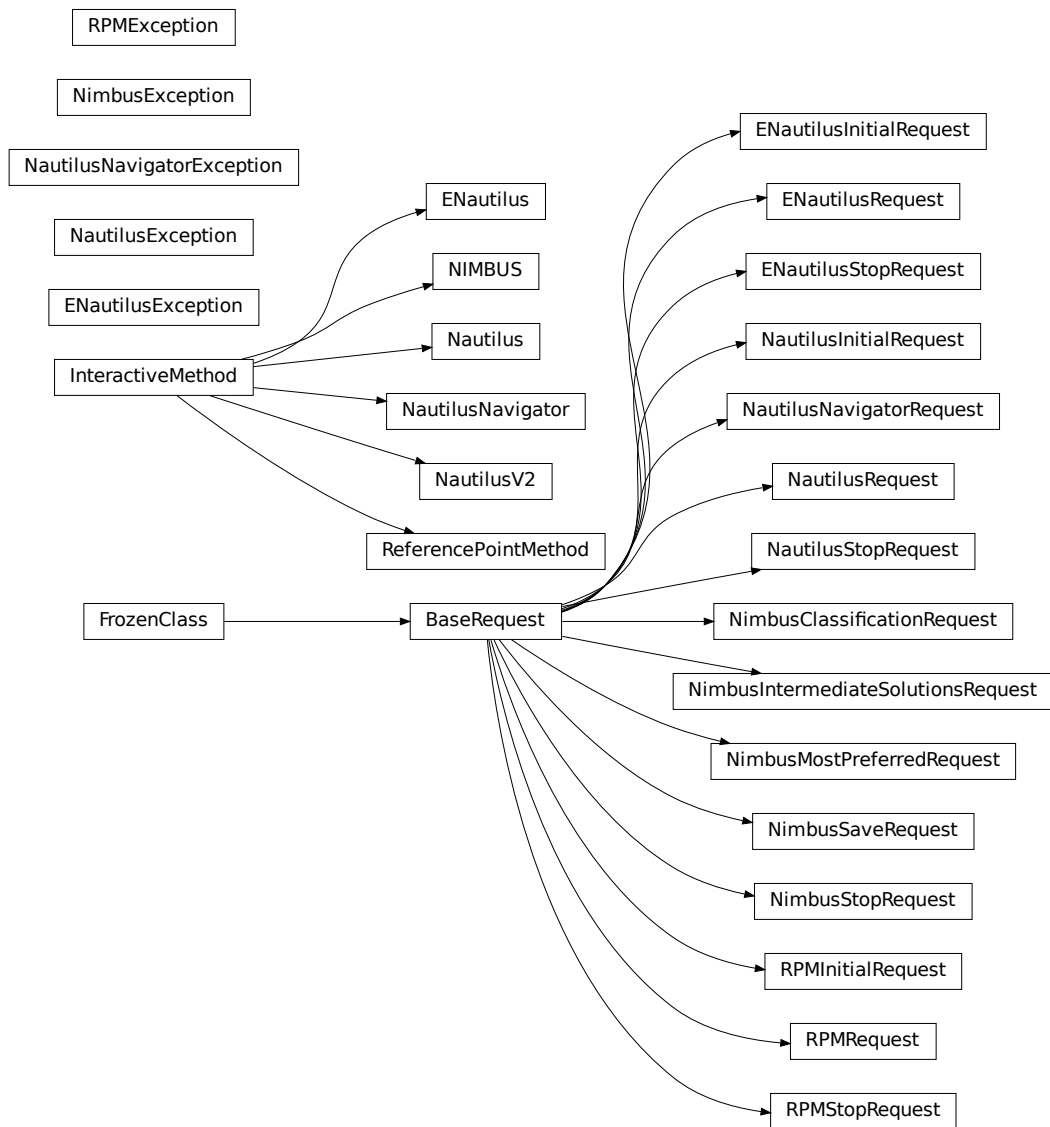 RPMException
NimbusException
NautilusNavigatorException
NautilusException
ENautilusException
InteractiveMethod
FrozenClass
ENautilus
NIMBUS
Nautilus
NautilusNavigator
NautilusV2
ReferencePointMethod
BaseRequest
ENautilusInitialRequest
ENautilusRequest
ENautilusStopRequest
NautilusInitialRequest
NautilusNavigatorRequest
NautilusRequest
NautilusStopRequest
NimbusClassificationRequest
NimbusIntermediateSolutionsRequest
NimbusMostPreferredRequest
NimbusSaveRequest
NimbusStopRequest
RPMInitialRequest
RPMRequest
RPMStopRequest